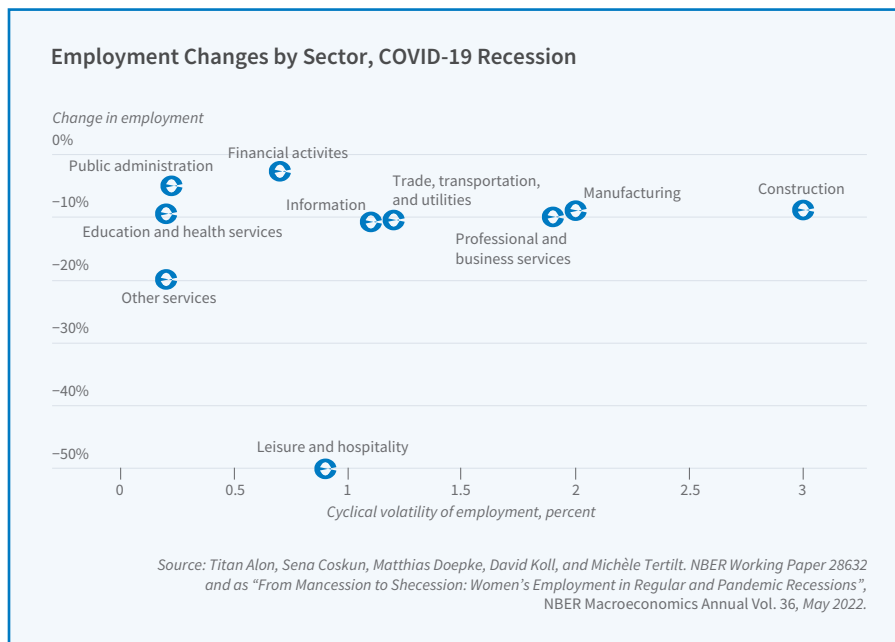 Employment Changes by Sector, COVID-19 Recession
Change in employment
0%
Financial activites
Public administration
Trade, transportation,
and utilities
Manufacturing
Construction
Information
−10%
Education and health services
Professional and
business services
−20%
Other services
−30%
−40%
Leisure and hospitality
−50%
0 0.5 1 1.5 2 2.5 3
Cyclical volatility of employment, percent
Source: Titan Alon, Sena Coskun, Matthias Doepke, David Koll, and Michèle Tertilt. NBER Working Paper 28632
and as “From Mancession to Shecession: Women’s Employment in Regular and Pandemic Recessions”,
NBER Macroeconomics Annual Vol. 36, May 2022.